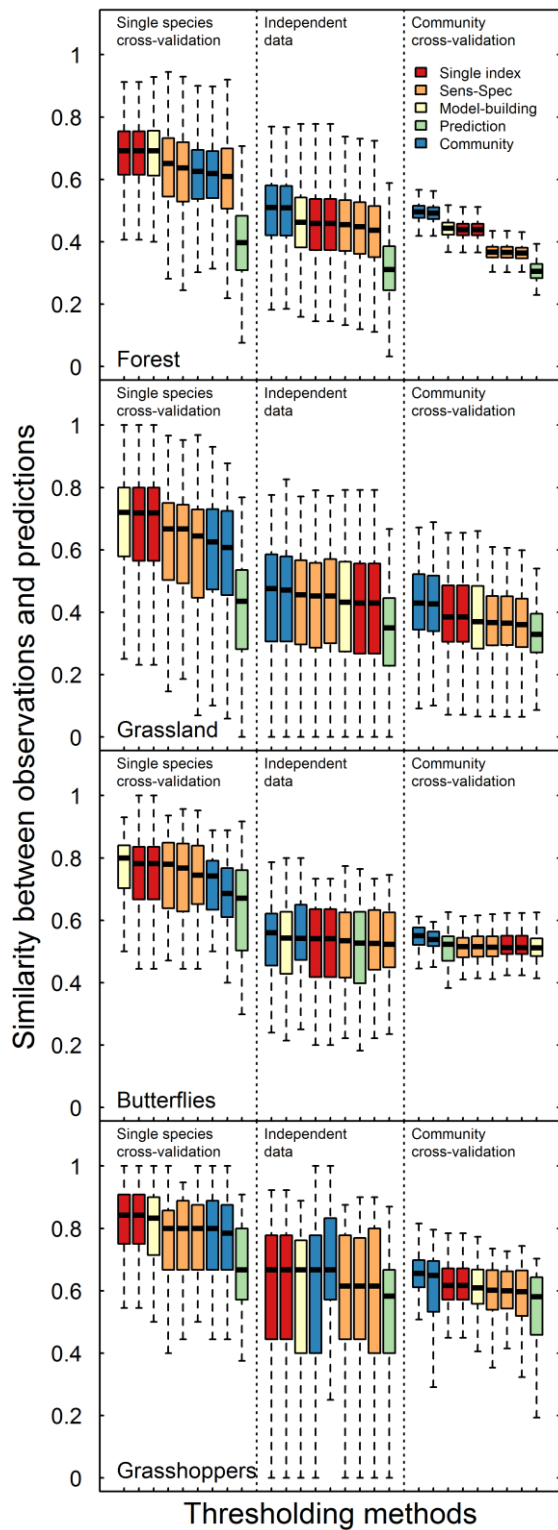 Similarity between observations and predictions
Single species
cross-validation
Independent
data
Community
cross-validation
Single index
Sens-Spec
Model-building
Prediction
Community
1
0.8
0.6
0.4
0.2
0
Forest
Single species
cross-validation
Independent
data
Community
cross-validation
1
0.8
0.6
0.4
0.2
0
Grassland
Single species
cross-validation
Independent
data
Community
cross-validation
1
0.8
0.6
0.4
0.2
0
Butterflies
Single species
cross-validation
Independent
data
Community
cross-validation
1
0.8
0.6
0.4
0.2
0
Grasshoppers
Thresholding methods